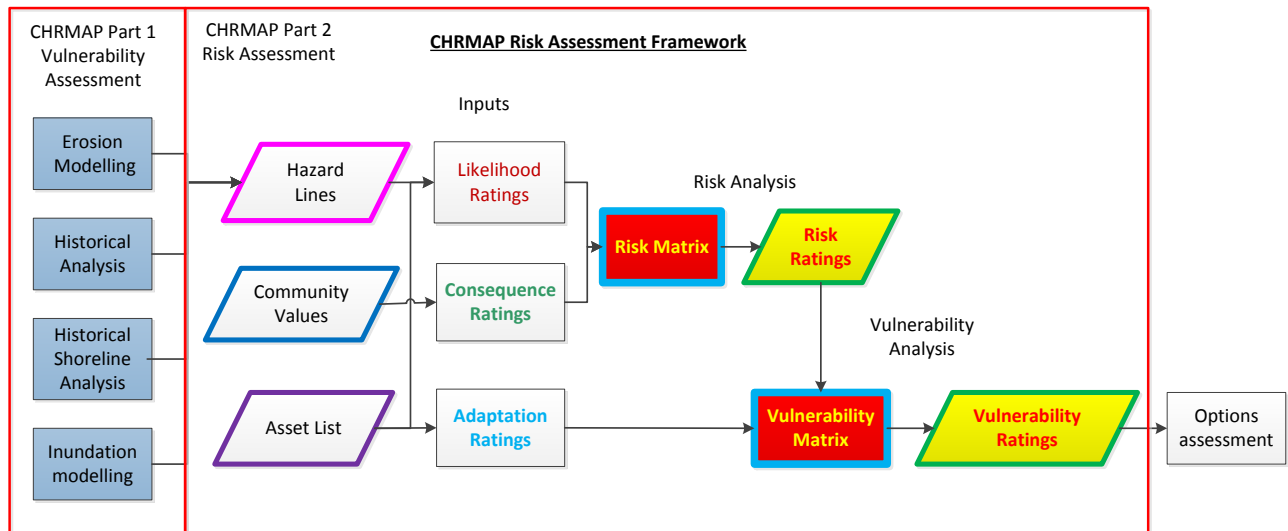 CHRMAP Part 1
Vulnerability
Assessment
CHRMAP Part 2
Risk Assessment
CHRMAP Risk Assessment Framework
Inputs
Erosion
Modelling
Hazard
Lines
Likelihood
Ratings
Risk Analysis
Historical
Analysis
Risk Matrix
Risk
Ratings
Community
Values
Consequence
Ratings
Vulnerability
Analysis
Historical
Shoreline
Analysis
Asset List
Adaptation
Ratings
Vulnerability
Matrix
Vulnerability
Ratings
Options
assessment
Inundation
modelling